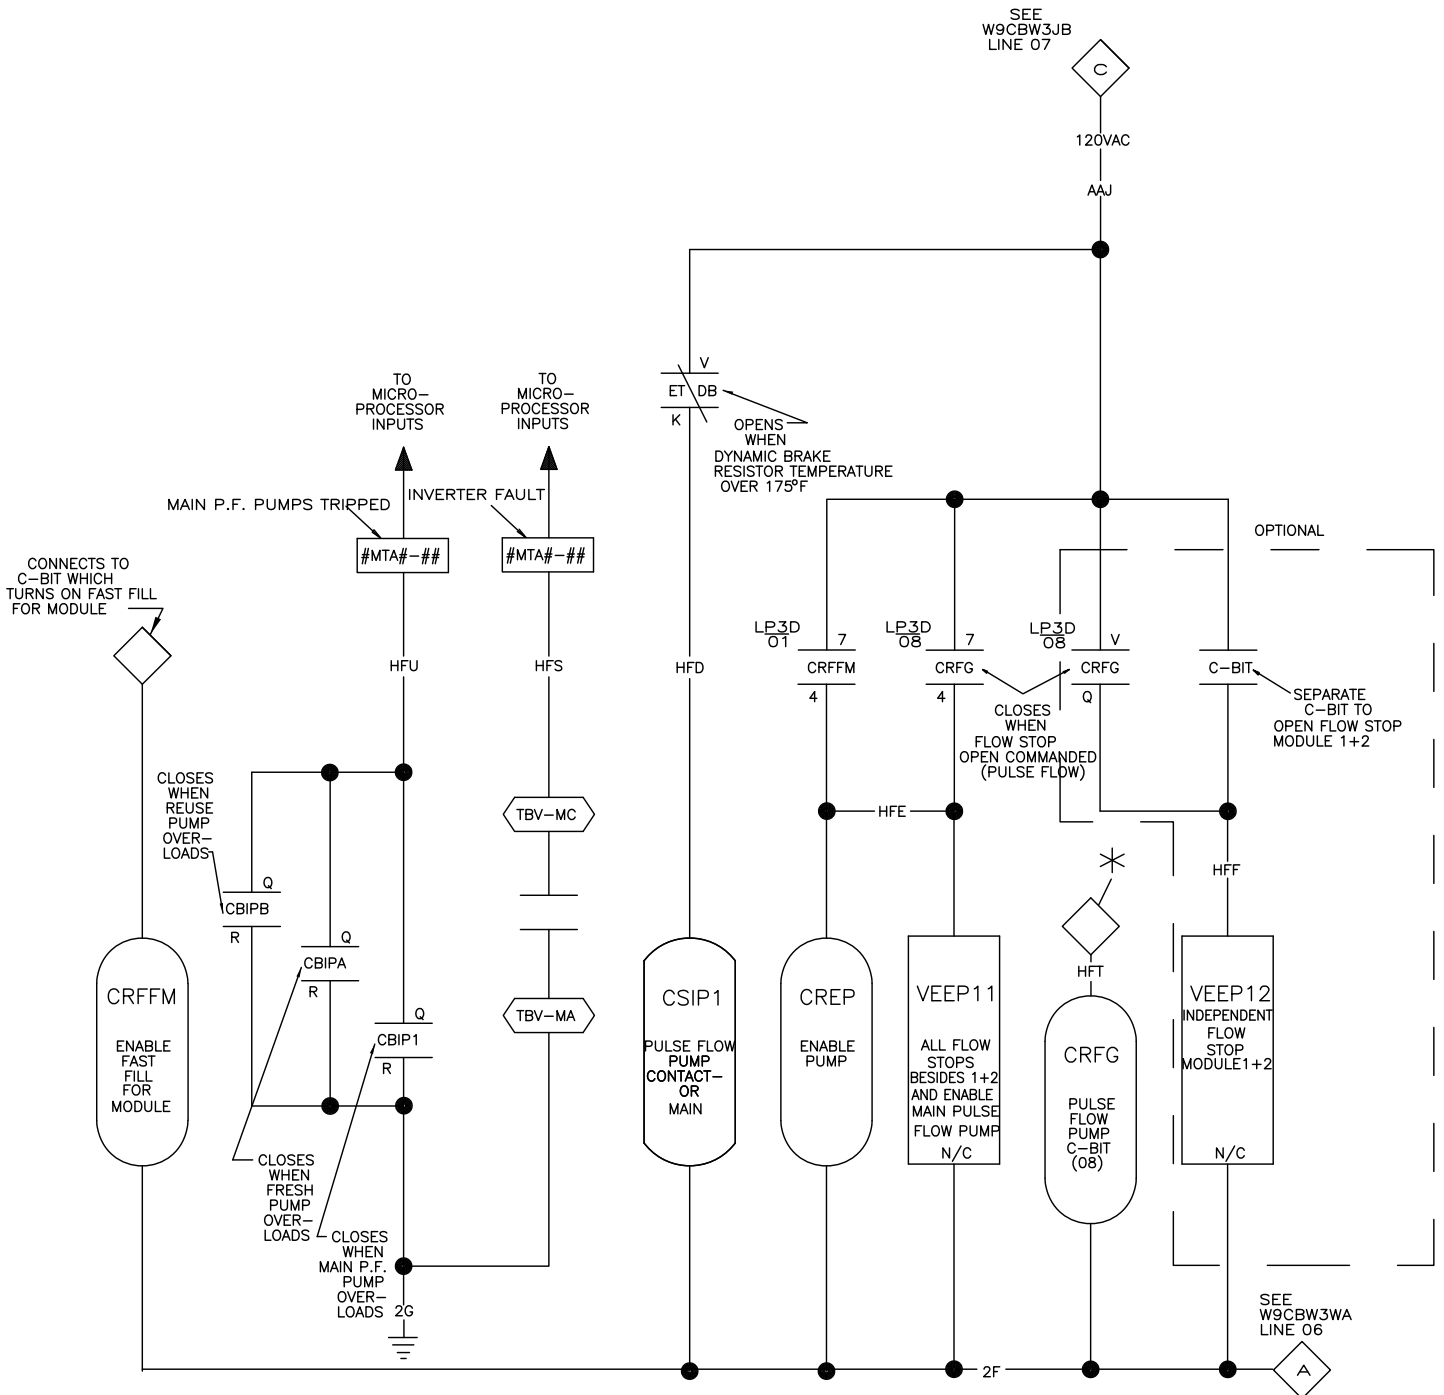 SEE
W9CBW3JB
LINE 07
C
120VAC
AAJ
V
ET DB
K
OPENS
WHEN
DYNAMIC BRAKE
RESISTOR TEMPERATURE
OVER 175°F
TO
MICRO-
PROCESSOR
INPUTS
TO
MICRO-
PROCESSOR
INPUTS
MAIN P.F. PUMPS TRIPPED
INVERTER FAULT
#MTA#-##
#MTA#-##
OPTIONAL
CONNECTS TO
C-BIT WHICH
TURNS ON FAST FILL
FOR MODULE
HFU
HFS
HFD
LP3D
01
7
CRFFM
4
LP3D
08
7
CRFG
4
LP3D
08
V
CRFG
Q
C-BIT
CLOSES
WHEN
FLOW STOP
OPEN COMMANDED
(PULSE FLOW)
SEPARATE
C-BIT TO
OPEN FLOW STOP
MODULE 1+2
CLOSES
WHEN
REUSE
PUMP
OVER-
LOADS
TBV-MC
HFE
HFF
Q
CBIPB
R
Q
CBIPA
R
Q
CBIP1
R
TBV-MA
HFT
CRFFM
ENABLE
FAST
FILL
FOR
MODULE
CSIP1
PULSE FLOW
PUMP
CONTACT-
OR
MAIN
CREP
ENABLE
PUMP
VEEP11
ALL FLOW
STOPS
BESIDES 1+2
AND ENABLE
MAIN PULSE
FLOW PUMP
N/C
CRFG
PULSE
FLOW
PUMP
C-BIT
(08)
VEEP12
INDEPENDENT
FLOW
STOP
MODULE1+2
N/C
CLOSES
WHEN
FRESH
PUMP
OVER-
LOADS
CLOSES
WHEN
MAIN P.F.
PUMP
OVER-
LOADS
2G
2F
SEE
W9CBW3WA
LINE 06
A